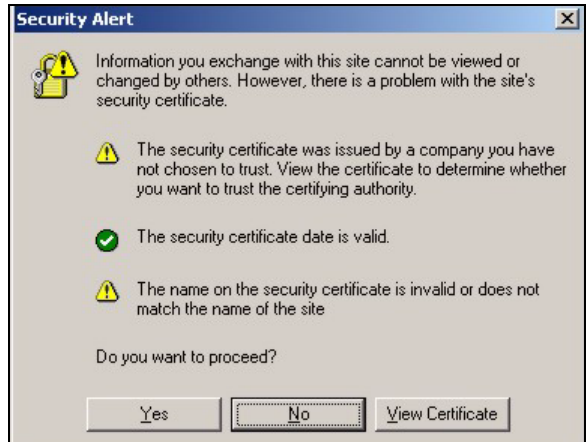 Security Alert
Information you exchange with this site cannot be viewed or
changed by others. However, there is a problem with the site's
security certificate.
The security certificate was issued by a company you have
not chosen to trust. View the certificate to determine whether
you want to trust the certifying authority.
The security certificate date is valid.
The name on the security certificate is invalid or does not
match the name of the site
Do you want to proceed?
Yes No View Certificate